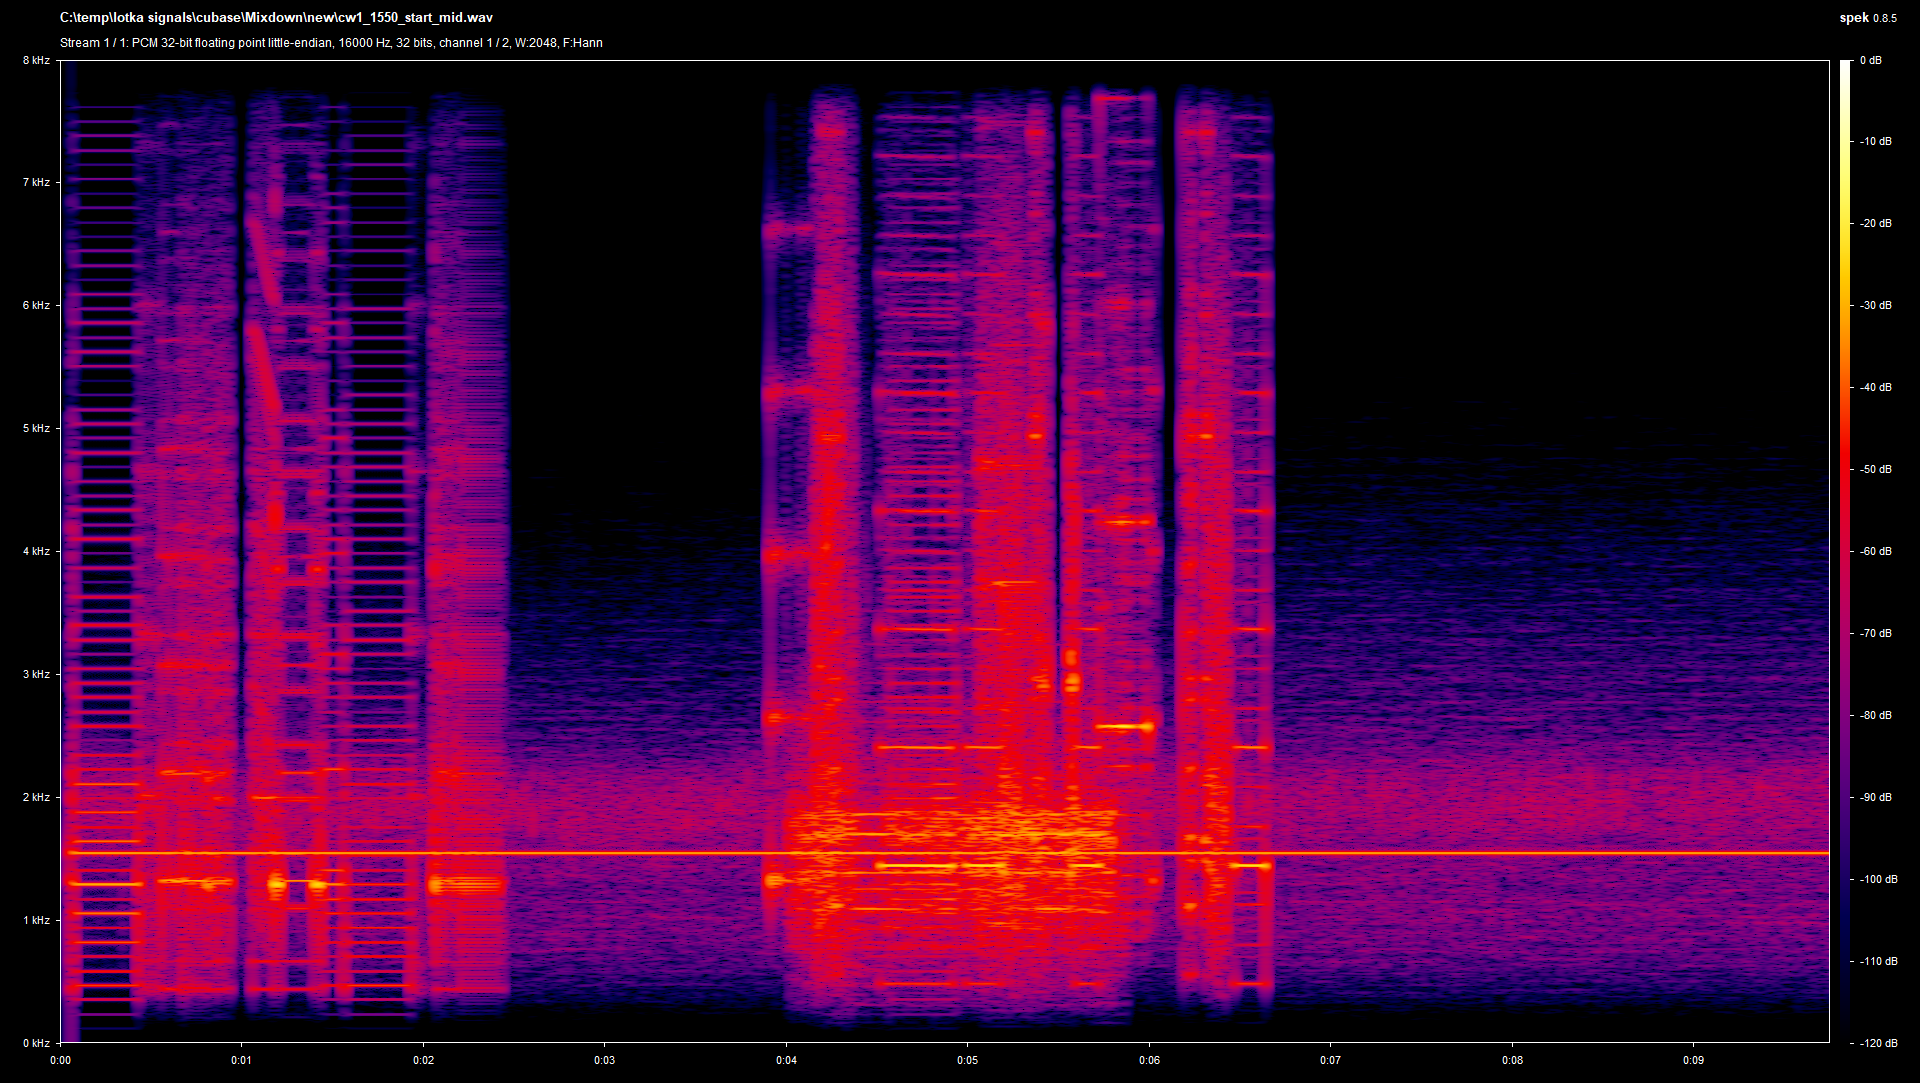 C:\temp\lotka signals\cubase\Mixdown\new\cw1_1550_start_mid.wav
spek 0.8.5
Stream 1 / 1: PCM 32-bit floating point little-endian, 16000 Hz, 32 bits, channel 1 / 2, W:2048, F:Hann
8 kHz
7 kHz
6 kHz
5 kHz
4 kHz
3 kHz
2 kHz
1 kHz
0 kHz
0:00
0:01
0:02
0:03
0:04
0:05
0:06
0:07
0:08
0:09
0 dB
-10 dB
-20 dB
-30 dB
-40 dB
-50 dB
-60 dB
-70 dB
-80 dB
-90 dB
-100 dB
-110 dB
-120 dB